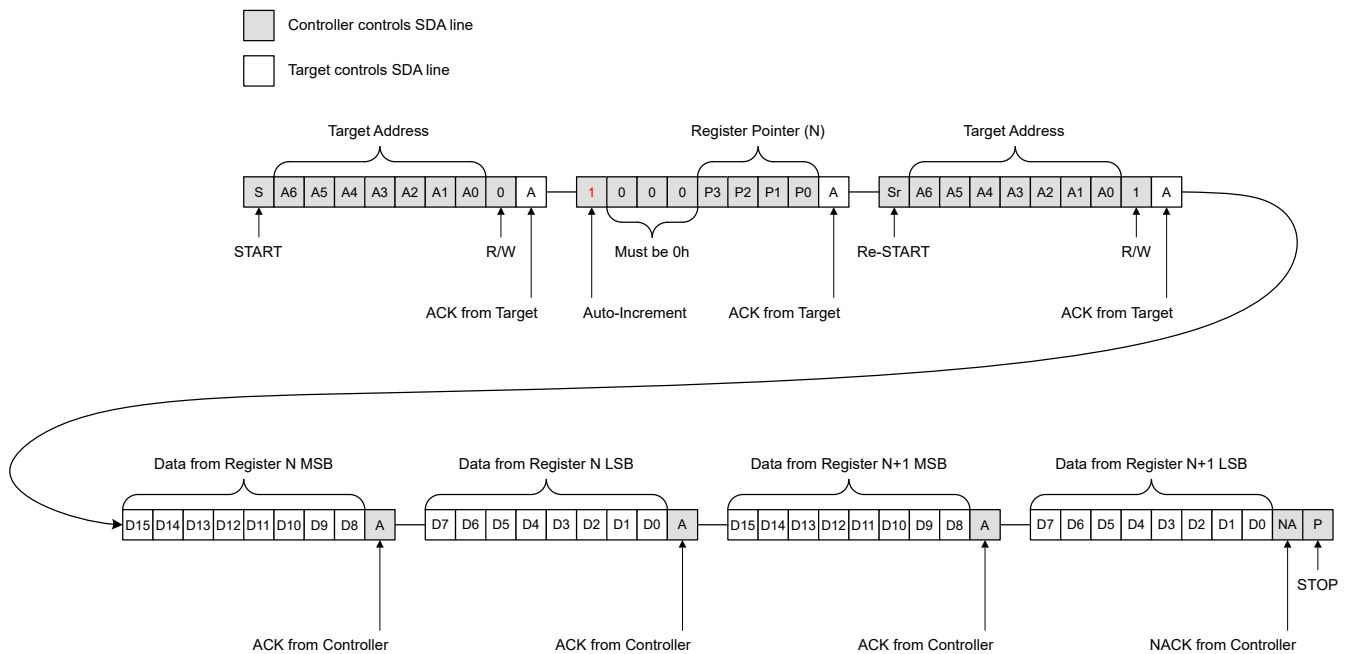 Controller controls SDA line
Target controls SDA line
Target Address
Register Pointer (N)
Target Address
S A6 A5 A4 A3 A2 A1 A0 0 A
1 0 0 0 P3 P2 P1 P0 A
Sr A6 A5 A4 A3 A2 A1 A0 1 A
START
R/W
Must be 0h
Re-START
R/W
ACK from Target
Auto-Increment
ACK from Target
ACK from Target
Data from Register N MSB
Data from Register N LSB
Data from Register N+1 MSB
Data from Register N+1 LSB
D15 D14 D13 D12 D11 D10 D9 D8 A
D7 D6 D5 D4 D3 D2 D1 D0 A
D15 D14 D13 D12 D11 D10 D9 D8 A
D7 D6 D5 D4 D3 D2 D1 D0 NA P
STOP
ACK from Controller
ACK from Controller
ACK from Controller
NACK from Controller